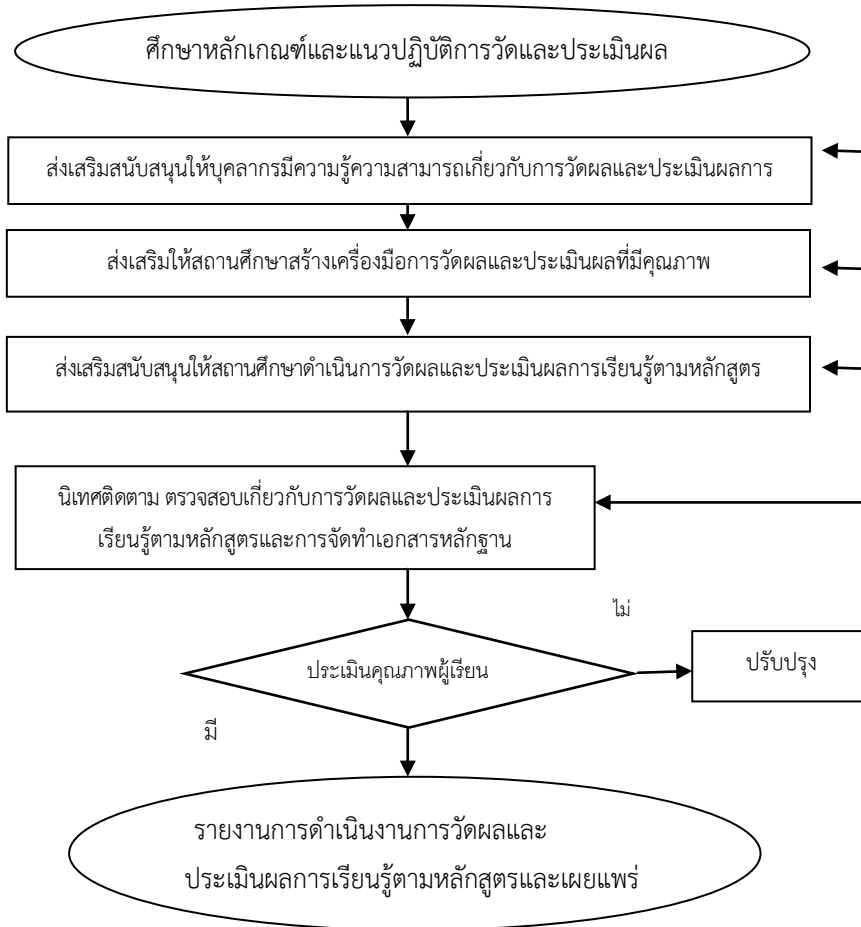 ศึกษาหลักเกณฑ์และแนวปฏิบัติการวัดและประเมินผล
ส่งเสริมสนับสนุนให้บุคลากรมีความรู้ความสามารถเกี่ยวกับการวัดผลและประเมินผลการ
ส่งเสริมให้สถานศึกษาสร้างเครื่องมือการวัดผลและประเมินผลที่มีคุณภาพ
ส่งเสริมสนับสนุนให้สถานศึกษาดำเนินการวัดผลและประเมินผลการเรียนรู้ตามหลักสูตร
นิเทศติดตาม ตรวจสอบเกี่ยวกับการวัดผลและประเมินผลการ
เรียนรู้ตามหลักสูตรและการจัดทำเอกสารหลักฐาน
ไม่
ประเมินคุณภาพผู้เรียน
ปรับปรุง
มี
รายงานการดำเนินงานการวัดผลและ
ประเมินผลการเรียนรู้ตามหลักสูตรและเผยแพร่